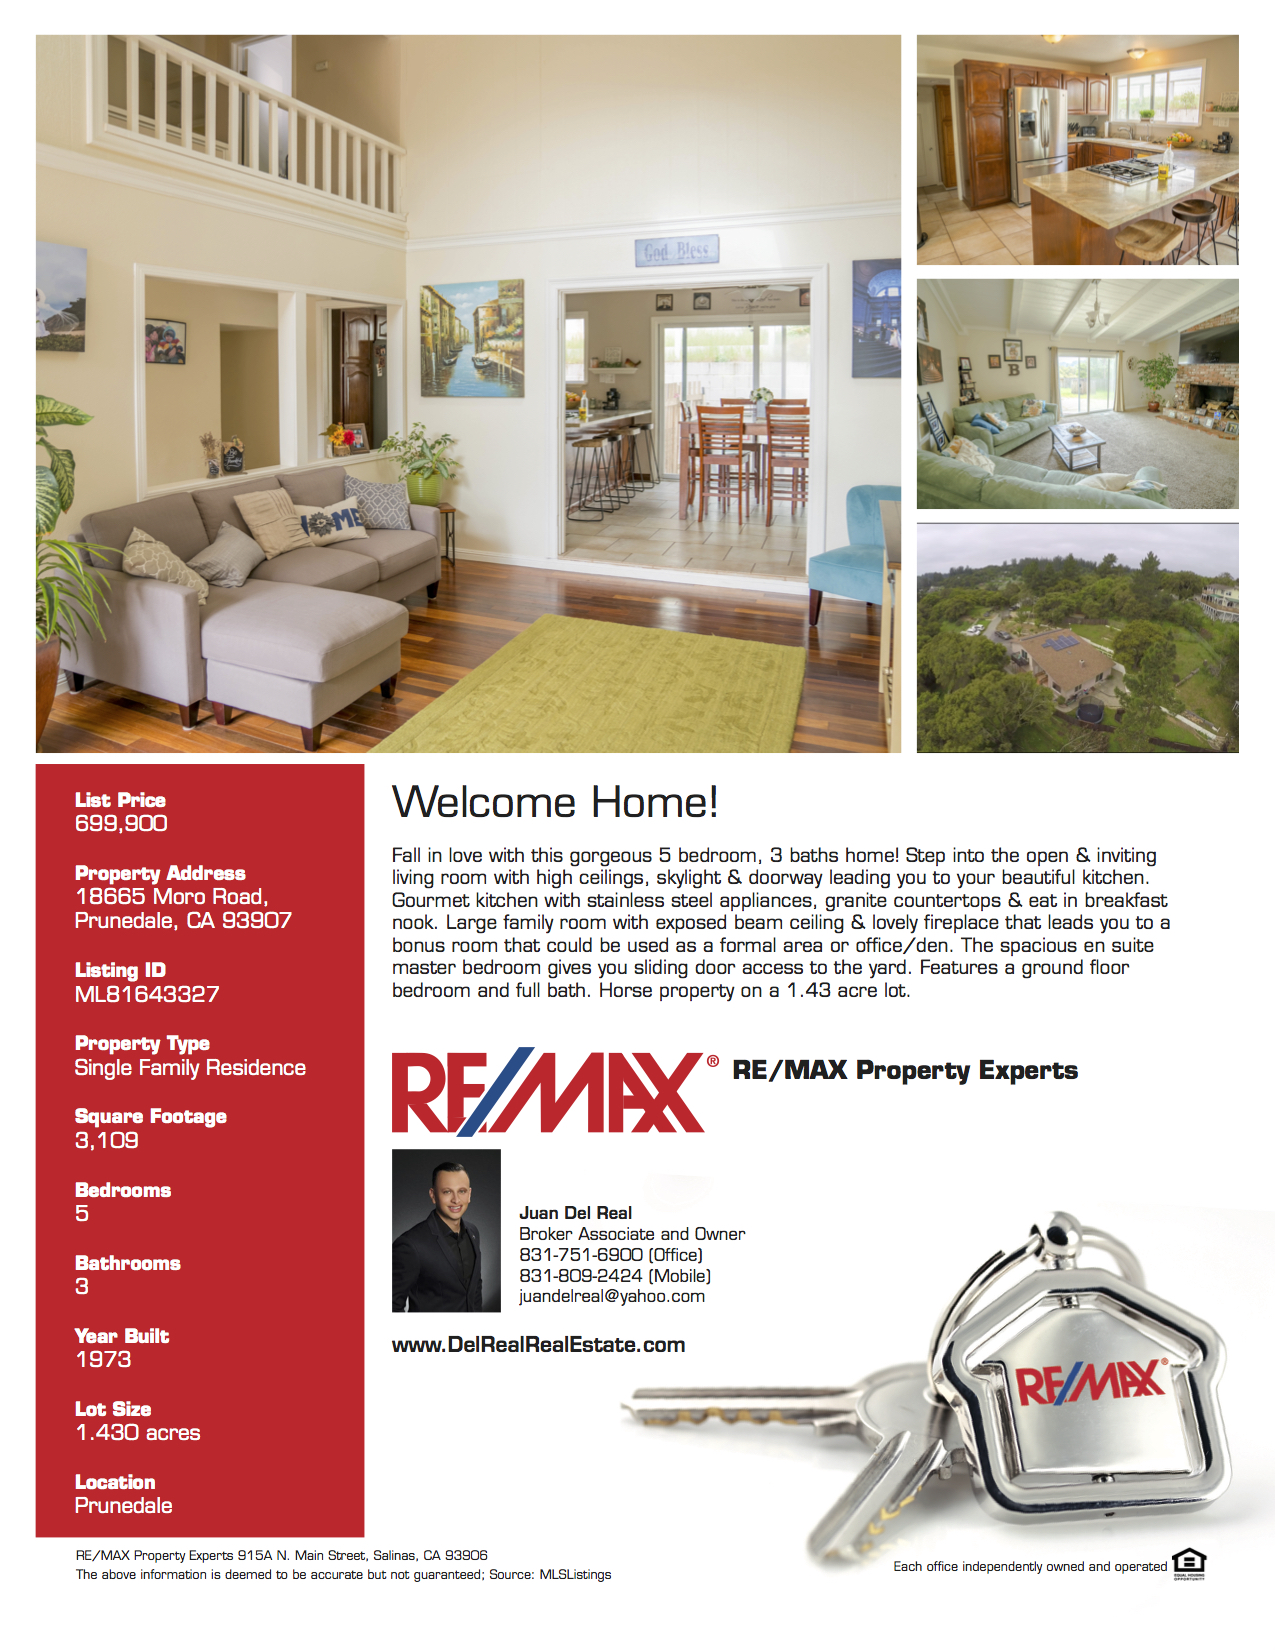 God Bless
HOME
B
List Price
699,900
Property Address
18665 Moro Road,
Prunedale, CA 93907
Listing ID
ML81643327
Property Type
Single Family Residence
Square Footage
3,109
Bedrooms
5
Bathrooms
3
Year Built
1973
Lot Size
1.430 acres
Location
Prunedale
Welcome Home!
Fall in love with this gorgeous 5 bedroom, 3 baths home! Step into the open & inviting
living room with high ceilings, skylight & doorway leading you to your beautiful kitchen.
Gourmet kitchen with stainless steel appliances, granite countertops & eat in breakfast
nook. Large family room with exposed beam ceiling & lovely fireplace that leads you to a
bonus room that could be used as a formal area or office/den. The spacious en suite
master bedroom gives you sliding door access to the yard. Features a ground floor
bedroom and full bath. Horse property on a 1.43 acre lot.
RE/MAX® RE/MAX Property Experts
Juan Del Real
Broker Associate and Owner
831-751-6900 (Office)
831-809-2424 (Mobile)
juandelreal@yahoo.com
www.DelRealRealEstate.com
RE/MAX®
RE/MAX Property Experts 915A N. Main Street, Salinas, CA 93906
The above information is deemed to be accurate but not guaranteed; Source: MLSListings
Each office independently owned and operated
EQUAL HOUSING
OPPORTUNITY